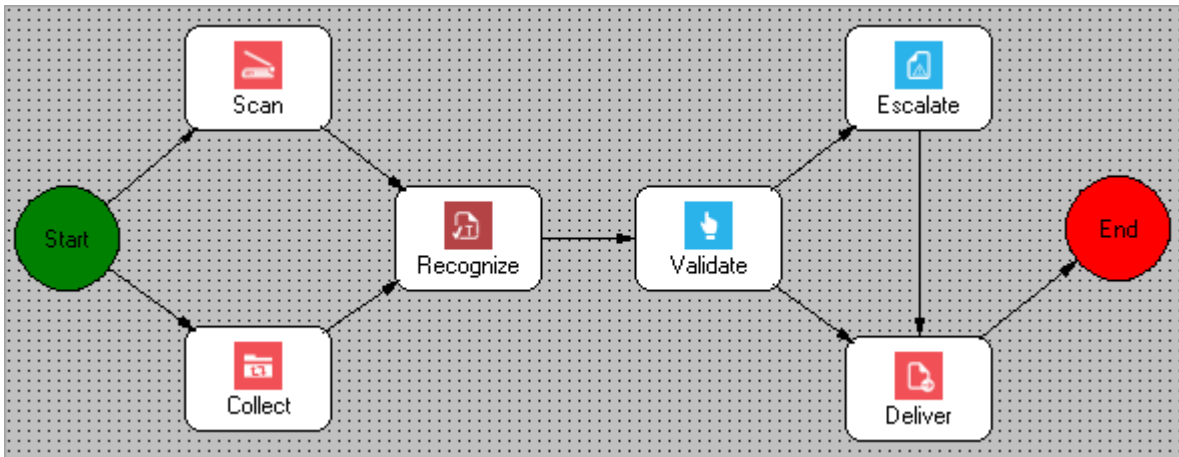 Scan
Escalate
Start
Recognize
Validate
End
Collect
Deliver